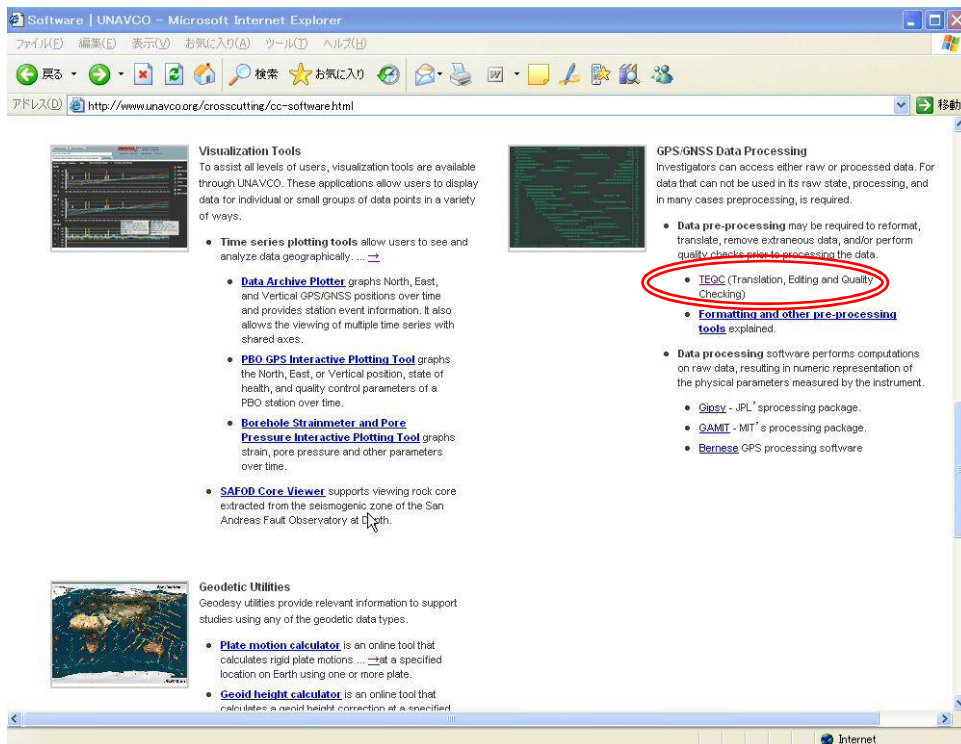 Software | UNAVCO - Microsoft Internet Explorer
ファイル(F) 編集(E) 表示(V) お気に入り(A) ツール(T) ヘルプ(H)
戻る 検索 お気に入り
アドレス(D) http://www.unavco.org/crosscutting/cc-software.html 移動
Visualization Tools
To assist all levels of users, visualization tools are available
through UNAVCO. These applications allow users to display
data for individual or small groups of data points in a variety
of ways.
• Time series plotting tools allow users to see and
analyze data geographically. ... →
• Data Archive Plotter graphs North, East,
and Vertical GPS/GNSS positions over time
and provides station event information. It also
allows the viewing of multiple time series with
shared axes.
• PBO GPS Interactive Plotting Tool graphs
the North, East, or Vertical position, state of
health, and quality control parameters of a
PBO station over time.
• Borehole Strainmeter and Pore
Pressure Interactive Plotting Tool graphs
strain, pore pressure and other parameters
over time.
• SAFOD Core Viewer supports viewing rock core
extracted from the seismogenic zone of the San
Andreas Fault Observatory at Depth.
GPS/GNSS Data Processing
Investigators can access either raw or processed data. For
data that can not be used in its raw state, processing, and
in many cases preprocessing, is required.
• Data pre-processing may be required to reformat,
translate, remove extraneous data, and/or perform
quality checks prior to processing the data.
• TEQC (Translation, Editing and Quality
Checking)
• Formatting and other pre-processing
tools explained.
• Data processing software performs computations
on raw data, resulting in numeric representation of
the physical parameters measured by the instrument.
• Gipsy - JPL'sprocessing package.
• GAMIT - MIT's processing package.
• Bernese GPS processing software
Geodetic Utilities
Geodesy utilities provide relevant information to support
studies using any of the geodetic data types.
• Plate motion calculator is an online tool that
calculates rigid plate motions ... →at a specified
location on Earth using one or more plate.
• Geoid height calculator is an online tool that
calculates a geoid height correction at a specified
Internet